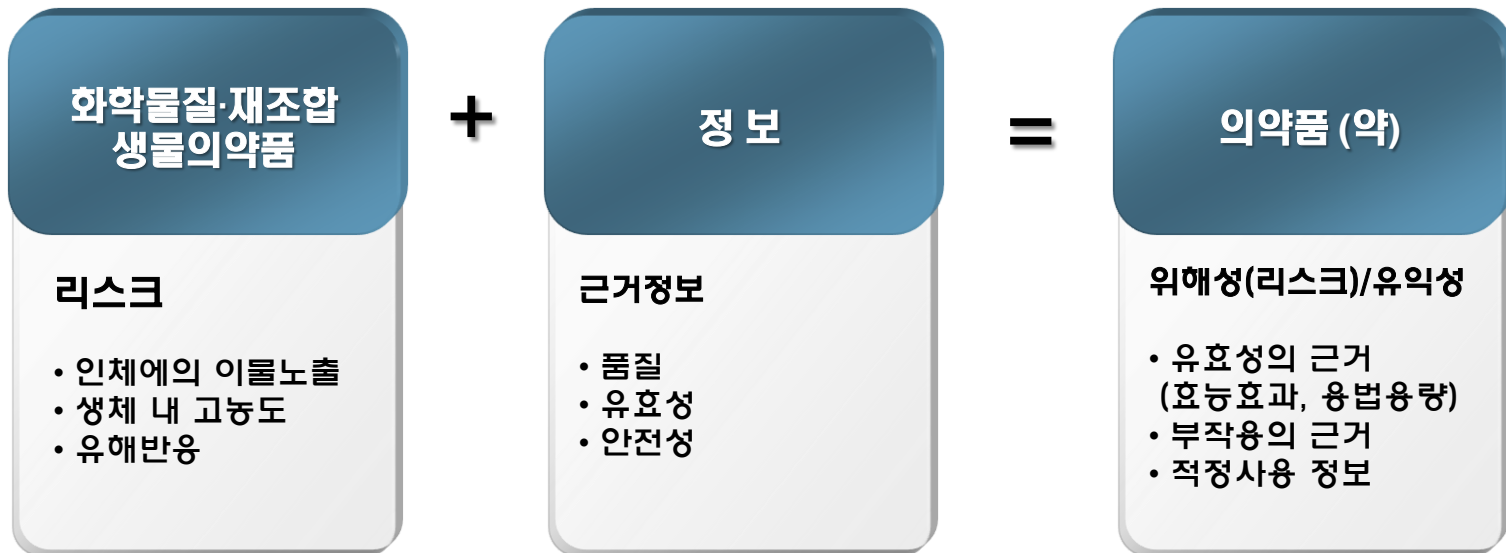 화학물질·재조합
생물의약품
+
정 보
=
의약품 (약)
리스크
• 인체에의 이물노출
• 생체 내 고농도
• 유해반응
근거정보
• 품질
• 유효성
• 안전성
위해성(리스크)/유익성
• 유효성의 근거
(효능효과, 용법용량)
• 부작용의 근거
• 적정사용 정보